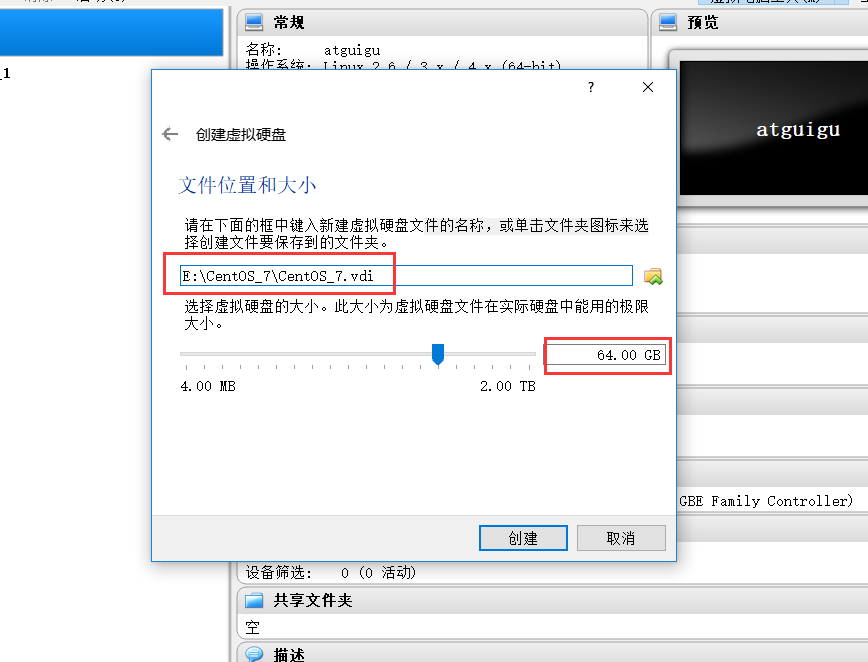 常规
预览
名称: atguigu
操作系统: Linux 2.6 / 3.x / 4.x (64-bit)
_1
?
atguigu
创建虚拟硬盘
文件位置和大小
请在下面的框中键入新建虚拟硬盘文件的名称，或单击文件夹图标来选
择创建文件要保存到的文件夹。
E:\CentOS_7\CentOS_7.vdi
选择虚拟硬盘的大小。此大小为虚拟硬盘文件在实际硬盘中能用的极限
大小。
64.00 GB
4.00 MB
2.00 TB
GBE Family Controller)
创建
取消
设备筛选: 0 (0 活动)
共享文件夹
空
描述